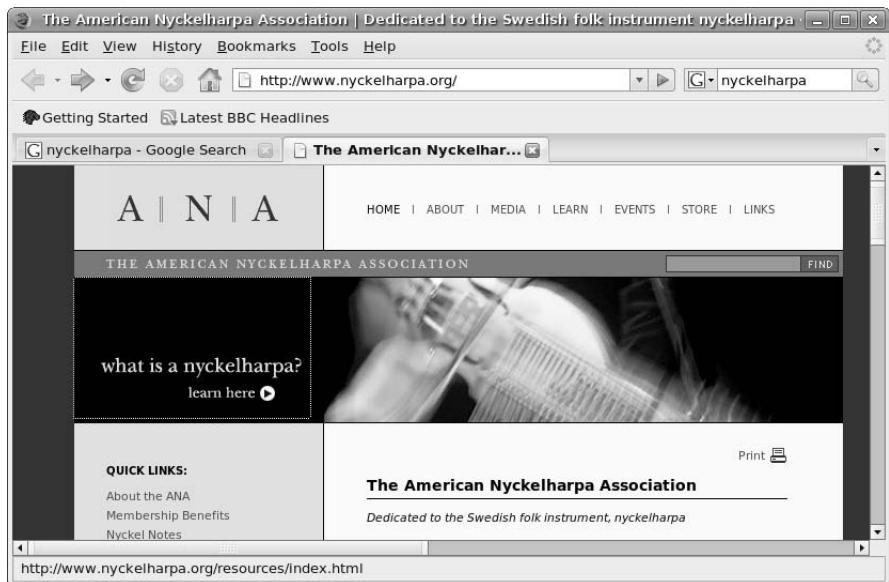 The American Nyckelharpa Association | Dedicated to the Swedish folk instrument nyckelharpa
File Edit View History Bookmarks Tools Help
http://www.nyckelharpa.org/ G nyckelharpa
Getting Started Latest BBC Headlines
G nyckelharpa - Google Search The American Nyckelhar...
A | N | A
HOME | ABOUT | MEDIA | LEARN | EVENTS | STORE | LINKS
THE AMERICAN NYCKELHARPA ASSOCIATION FIND
what is a nyckelharpa?
learn here
QUICK LINKS:
About the ANA
Membership Benefits
Nyckel Notes
Print
The American Nyckelharpa Association
Dedicated to the Swedish folk instrument, nyckelharpa
http://www.nyckelharpa.org/resources/index.html